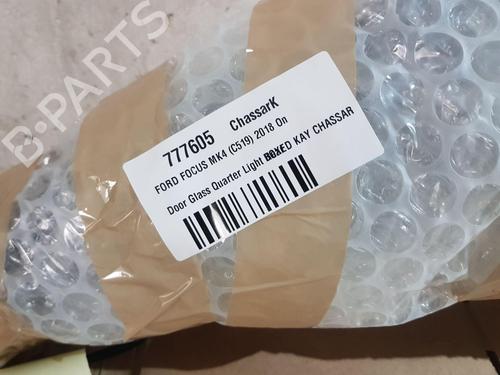 B-PARTS
777605 ChassarK
FORD FOCUS MK4 (C519) 2018 On
Door Glass Quarter Light BOXED KAY CHASSAR